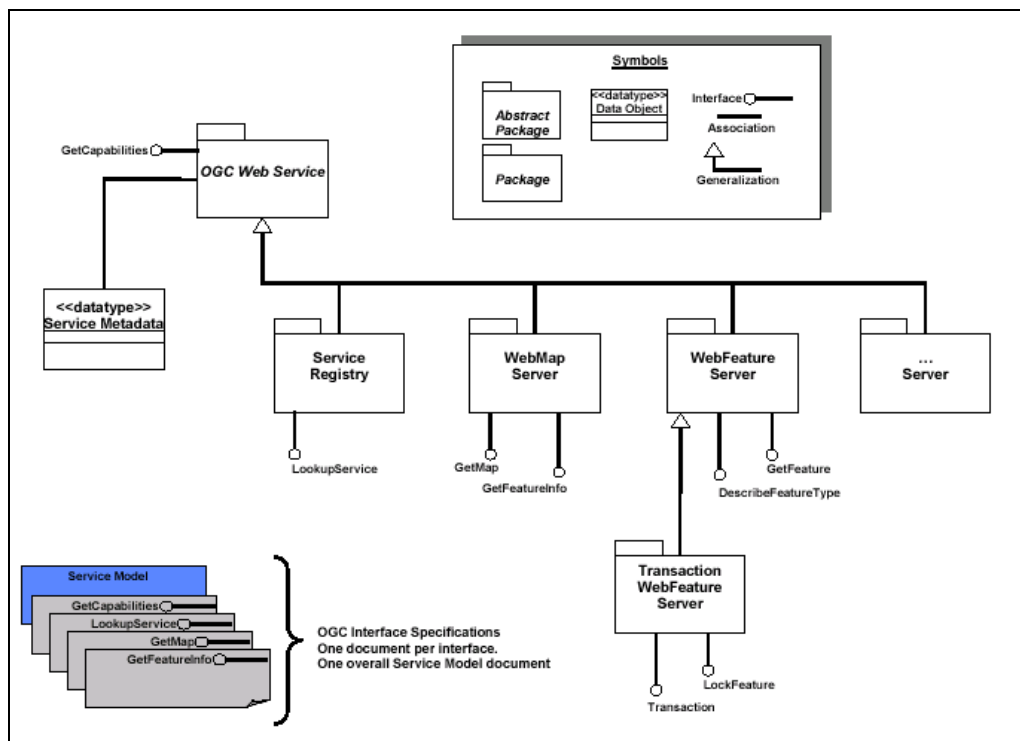 Symbols
Abstract
Package
Package
<<datatype>>
Data Object
Interface
Association
Generalization
GetCapabilities
OGC Web Service
<<datatype>>
Service Metadata
Service
Registry
WebMap
Server
WebFeature
Server
...
Server
LookupService
GetMap
GetFeatureInfo
GetFeature
DescribeFeatureType
Transaction
WebFeature
Server
Transaction
LockFeature
Service Model
GetCapabilities
LookupService
GetMap
GetFeatureInfo
OGC Interface Specifications
One document per interface.
One overall Service Model document